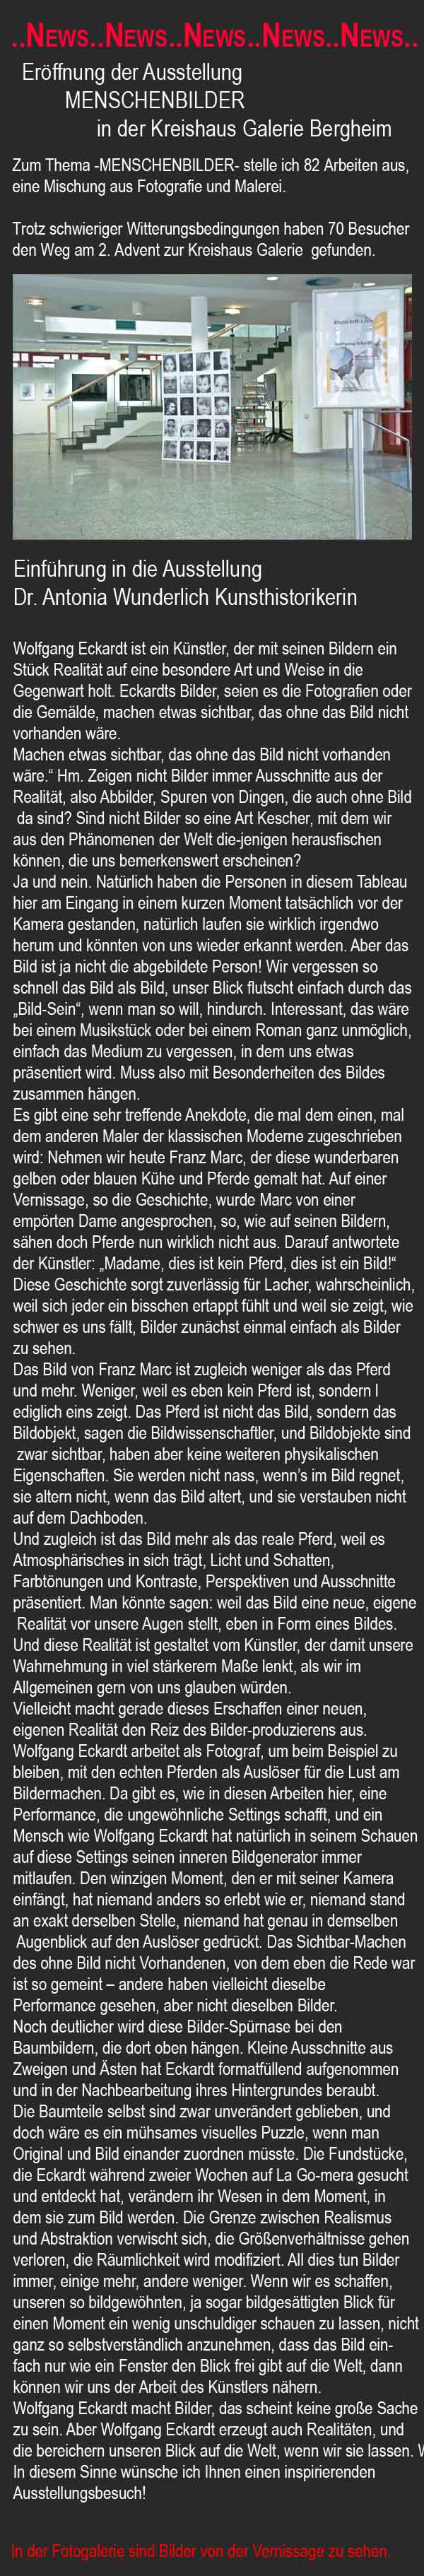 ..NEWS..NEWS..NEWS..NEWS..NEWS..
Eröffnung der Ausstellung
MENSCHENBILDER
in der Kreishaus Galerie Bergheim
Zum Thema -MENSCHENBILDER- stelle ich 82 Arbeiten aus,
eine Mischung aus Fotografie und Malerei.
Trotz schwieriger Witterungsbedingungen haben 70 Besucher
den Weg am 2. Advent zur Kreishaus Galerie gefunden.
Einführung in die Ausstellung
Dr. Antonia Wunderlich Kunsthistorikerin
Wolfgang Eckardt ist ein Künstler, der mit seinen Bildern ein
Stück Realität auf eine besondere Art und Weise in die
Gegenwart holt. Eckardts Bilder, seien es die Fotografien oder
die Gemälde, machen etwas sichtbar, das ohne das Bild nicht
vorhanden wäre.
Machen etwas sichtbar, das ohne das Bild nicht vorhanden
wäre.“ Hm. Zeigen nicht Bilder immer Ausschnitte aus der
Realität, also Abbilder, Spuren von Dingen, die auch ohne Bild
da sind? Sind nicht Bilder so eine Art Kescher, mit dem wir
aus den Phänomenen der Welt die-jenigen herausfischen
können, die uns bemerkenswert erscheinen?
Ja und nein. Natürlich haben die Personen in diesem Tableau
hier am Eingang in einem kurzen Moment tatsächlich vor der
Kamera gestanden, natürlich laufen sie wirklich irgendwo
herum und könnten von uns wieder erkannt werden. Aber das
Bild ist ja nicht die abgebildete Person! Wir vergessen so
schnell das Bild als Bild, unser Blick flutscht einfach durch das
„Bild-Sein“, wenn man so will, hindurch. Interessant, das wäre
bei einem Musikstück oder bei einem Roman ganz unmöglich,
einfach das Medium zu vergessen, in dem uns etwas
präsentiert wird. Muss also mit Besonderheiten des Bildes
zusammen hängen.
Es gibt eine sehr treffende Anekdote, die mal dem einen, mal
dem anderen Maler der klassischen Moderne zugeschrieben
wird: Nehmen wir heute Franz Marc, der diese wunderbaren
gelben oder blauen Kühe und Pferde gemalt hat. Auf einer
Vernissage, so die Geschichte, wurde Marc von einer
empörten Dame angesprochen, so, wie auf seinen Bildern,
sähen doch Pferde nun wirklich nicht aus. Darauf antwortete
der Künstler: „Madame, dies ist kein Pferd, dies ist ein Bild!“
Diese Geschichte sorgt zuverlässig für Lacher, wahrscheinlich,
weil sich jeder ein bisschen ertappt fühlt und weil sie zeigt, wie
schwer es uns fällt, Bilder zunächst einmal einfach als Bilder
zu sehen.
Das Bild von Franz Marc ist zugleich weniger als das Pferd
und mehr. Weniger, weil es eben kein Pferd ist, sondern l
ediglich eins zeigt. Das Pferd ist nicht das Bild, sondern das
Bildobjekt, sagen die Bildwissenschaftler, und Bildobjekte sind
zwar sichtbar, haben aber keine weiteren physikalischen
Eigenschaften. Sie werden nicht nass, wenn’s im Bild regnet,
sie altern nicht, wenn das Bild altert, und sie verstauben nicht
auf dem Dachboden.
Und zugleich ist das Bild mehr als das reale Pferd, weil es
Atmosphärisches in sich trägt, Licht und Schatten,
Farbtönungen und Kontraste, Perspektiven und Ausschnitte
präsentiert. Man könnte sagen: weil das Bild eine neue, eigene
Realität vor unsere Augen stellt, eben in Form eines Bildes.
Und diese Realität ist gestaltet vom Künstler, der damit unsere
Wahrnehmung in viel stärkerem Maße lenkt, als wir im
Allgemeinen gern von uns glauben würden.
Vielleicht macht gerade dieses Erschaffen einer neuen,
eigenen Realität den Reiz des Bilder-produzierens aus.
Wolfgang Eckardt arbeitet als Fotograf, um beim Beispiel zu
bleiben, mit den echten Pferden als Auslöser für die Lust am
Bildermachen. Da gibt es, wie in diesen Arbeiten hier, eine
Performance, die ungewöhnliche Settings schafft, und ein
Mensch wie Wolfgang Eckardt hat natürlich in seinem Schauen
auf diese Settings seinen inneren Bildgenerator immer
mitlaufen. Den winzigen Moment, den er mit seiner Kamera
einfängt, hat niemand anders so erlebt wie er, niemand stand
an exakt derselben Stelle, niemand hat genau in demselben
Augenblick auf den Auslöser gedrückt. Das Sichtbar-Machen
des ohne Bild nicht Vorhandenen, von dem eben die Rede war
ist so gemeint – andere haben vielleicht dieselbe
Performance gesehen, aber nicht dieselben Bilder.
Noch deutlicher wird diese Bilder-Spürnase bei den
Baumbildern, die dort oben hängen. Kleine Ausschnitte aus
Zweigen und Ästen hat Eckardt formatfüllend aufgenommen
und in der Nachbearbeitung ihres Hintergrundes beraubt.
Die Baumteile selbst sind zwar unverändert geblieben, und
doch wäre es ein mühsames visuelles Puzzle, wenn man
Original und Bild einander zuordnen müsste. Die Fundstücke,
die Eckardt während zweier Wochen auf La Go-mera gesucht
und entdeckt hat, verändern ihr Wesen in dem Moment, in
dem sie zum Bild werden. Die Grenze zwischen Realismus
und Abstraktion verwischt sich, die Größenverhältnisse gehen
verloren, die Räumlichkeit wird modifiziert. All dies tun Bilder
immer, einige mehr, andere weniger. Wenn wir es schaffen,
unseren so bildgewöhnten, ja sogar bildgesättigten Blick für
einen Moment ein wenig unschuldiger schauen zu lassen, nicht
ganz so selbstverständlich anzunehmen, dass das Bild ein-
fach nur wie ein Fenster den Blick frei gibt auf die Welt, dann
können wir uns der Arbeit des Künstlers nähern.
Wolfgang Eckardt macht Bilder, das scheint keine große Sache
zu sein. Aber Wolfgang Eckardt erzeugt auch Realitäten, und
die bereichern unseren Blick auf die Welt, wenn wir sie lassen.
In diesem Sinne wünsche ich Ihnen einen inspirierenden
Ausstellungsbesuch!
In der Fotogalerie sind Bilder von der Vernissage zu sehen.